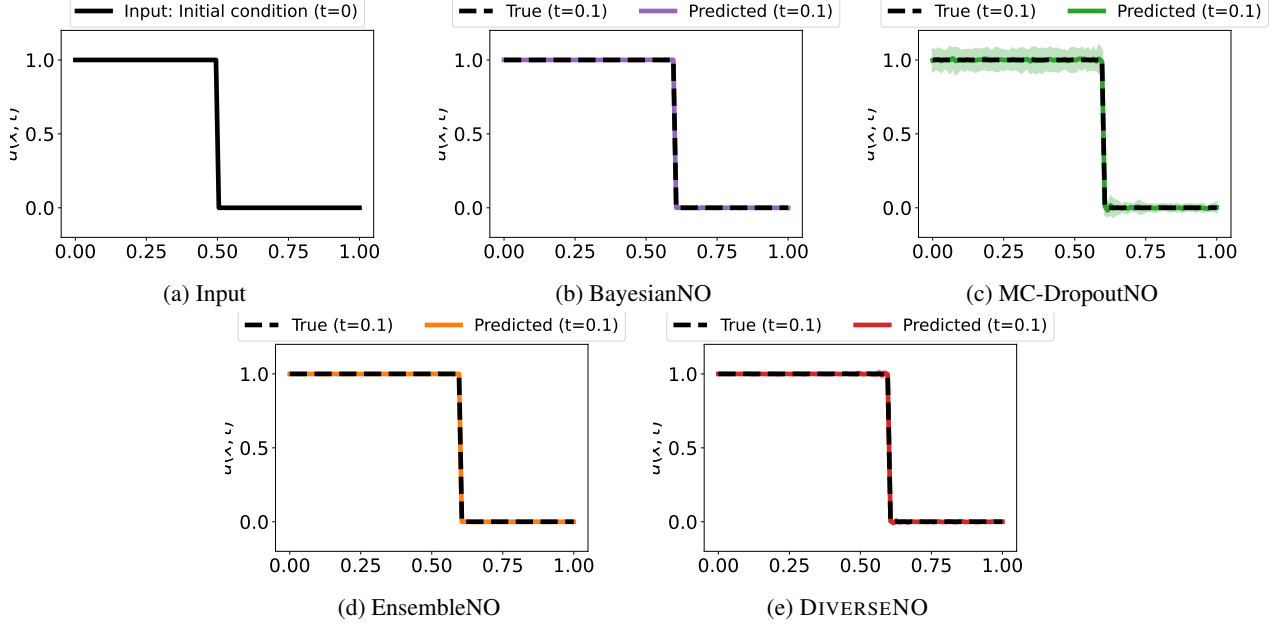 Input: Initial condition (t=0)
True (t=0.1) Predicted (t=0.1)
True (t=0.1) Predicted (t=0.1)
1.0
0.5
0.0
u(x, t)
0.00 0.25 0.50 0.75 1.00
1.0
0.5
0.0
u(x, t)
0.00 0.25 0.50 0.75 1.00
1.0
0.5
0.0
u(x, t)
0.00 0.25 0.50 0.75 1.00
(a) Input
(b) BayesianNO
(c) MC-DropoutNO
True (t=0.1) Predicted (t=0.1)
True (t=0.1) Predicted (t=0.1)
1.0
0.5
0.0
u(x, t)
0.00 0.25 0.50 0.75 1.00
1.0
0.5
0.0
u(x, t)
0.00 0.25 0.50 0.75 1.00
(d) EnsembleNO
(e) DIVERSENO